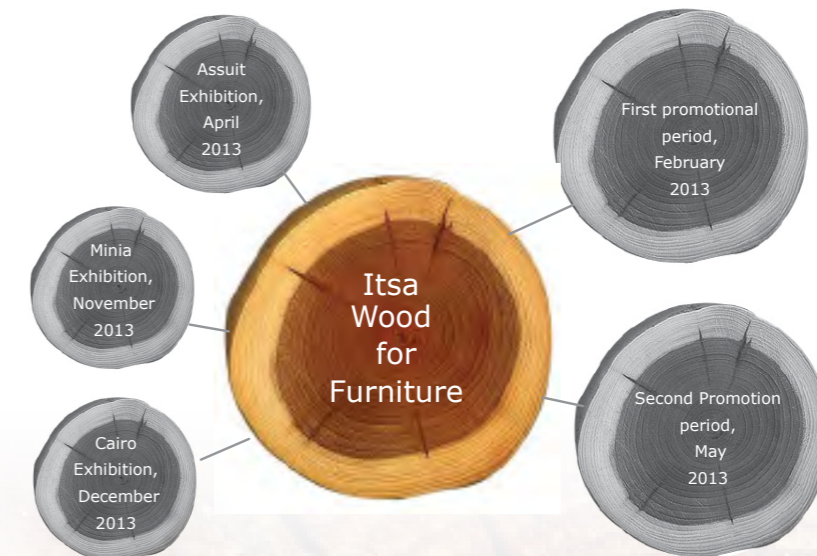 Assuit
Exhibition,
April
2013
First promotional
period,
February
2013
Minia
Exhibition,
November
2013
Itsa
Wood
for
Furniture
Cairo
Exhibition,
December
2013
Second Promotion
period,
May
2013